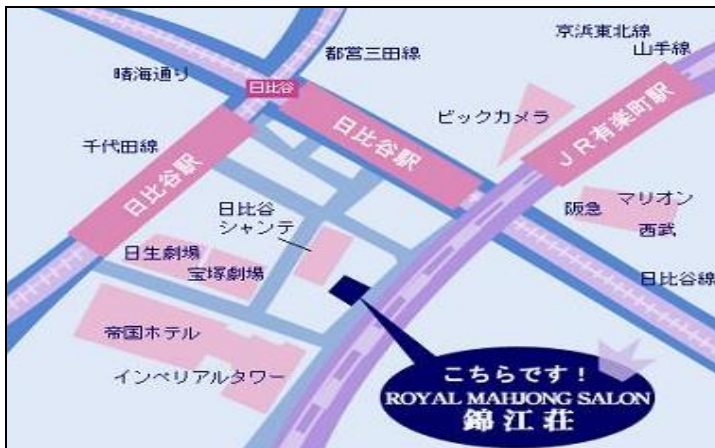 京浜東北線
山手線
都営三田線
晴海通り
日比谷
ビックカメラ
JR有楽町駅
日比谷駅
千代田線
日比谷駅
阪急
マリオン
西武
日比谷
シャンテ
日生劇場
宝塚劇場
日比谷線
帝国ホテル
インペリアルタワー
こちらです!
ROYAL MAHJONG SALON
錦江荘